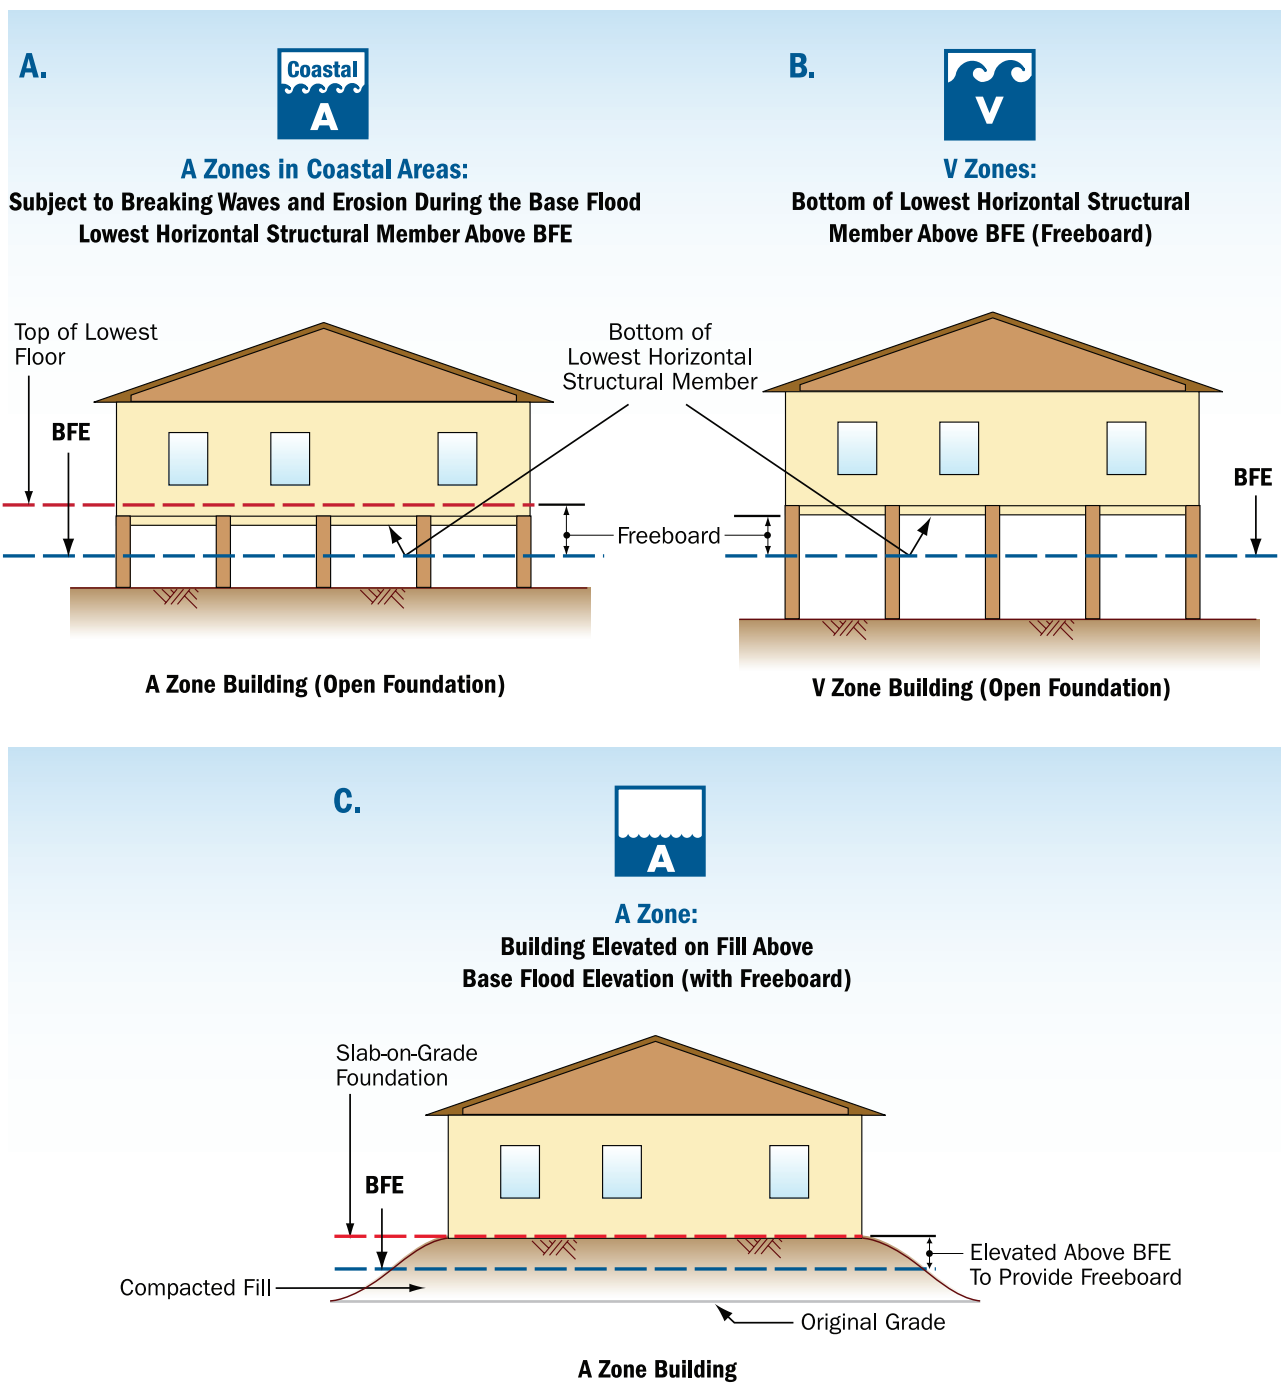 A.
Coastal
A
A Zones in Coastal Areas:
Subject to Breaking Waves and Erosion During the Base Flood
Lowest Horizontal Structural Member Above BFE
B.
V
V Zones:
Bottom of Lowest Horizontal Structural
Member Above BFE (Freeboard)
Top of Lowest
Floor
BFE
Bottom of
Lowest Horizontal
Structural Member
Freeboard
BFE
A Zone Building (Open Foundation)
V Zone Building (Open Foundation)
C.
A
A Zone:
Building Elevated on Fill Above
Base Flood Elevation (with Freeboard)
Slab-on-Grade
Foundation
BFE
Compacted Fill
Elevated Above BFE
To Provide Freeboard
Original Grade
A Zone Building